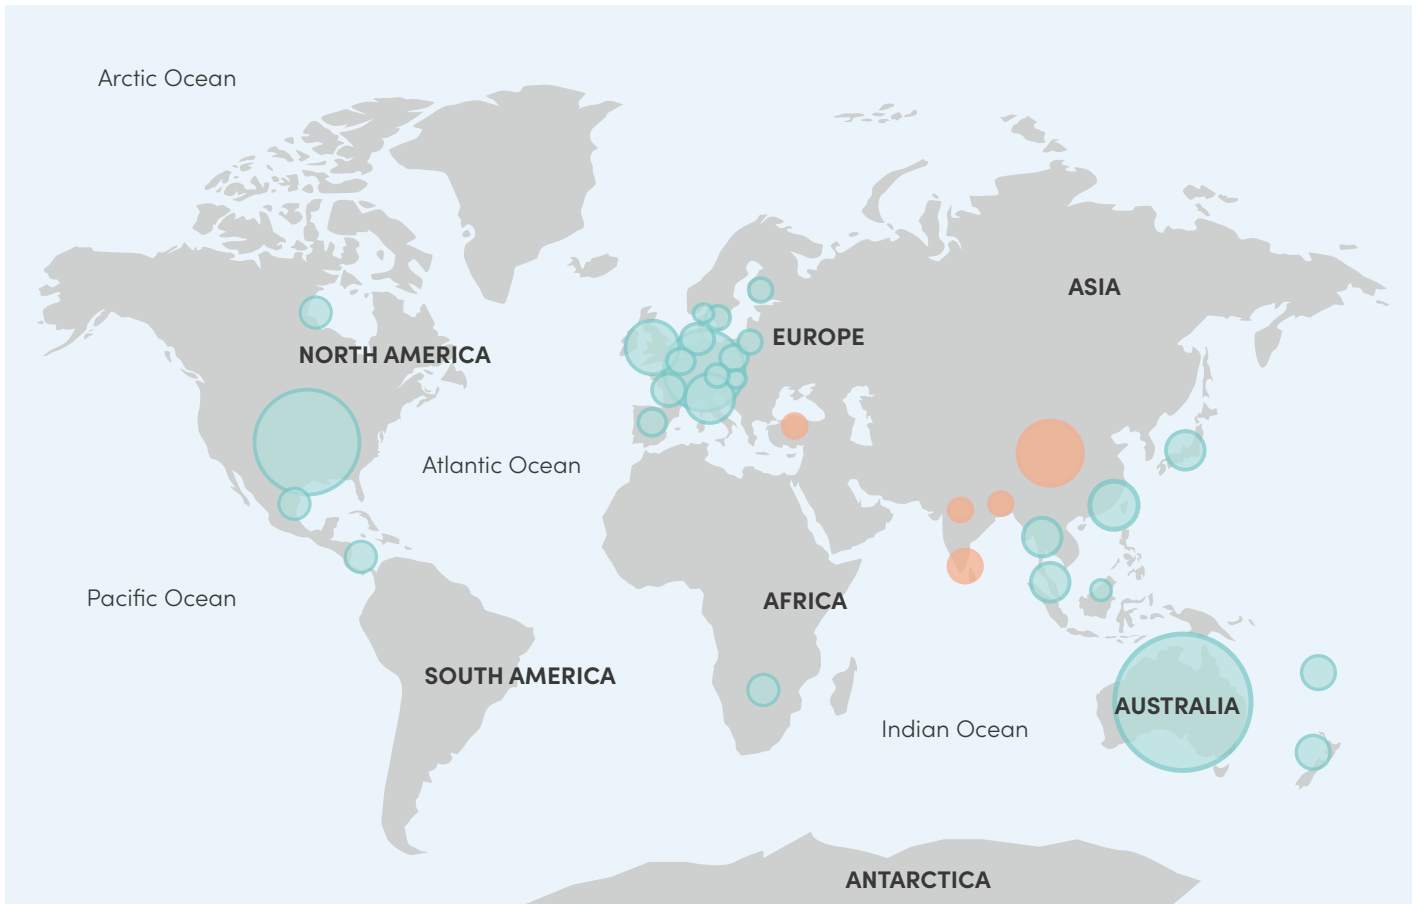 Arctic Ocean
ASIA
EUROPE
NORTH AMERICA
Atlantic Ocean
Pacific Ocean
AFRICA
SOUTH AMERICA
AUSTRALIA
Indian Ocean
ANTARCTICA